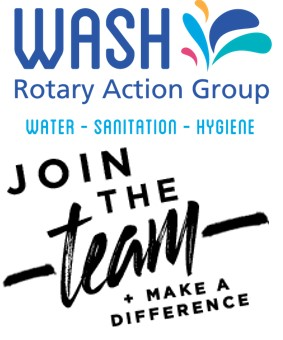 WASH
Rotary Action Group
WATER - SANITATION - HYGIENE
JOIN
THE
-team-
+ MAKE A
DIFFERENCE